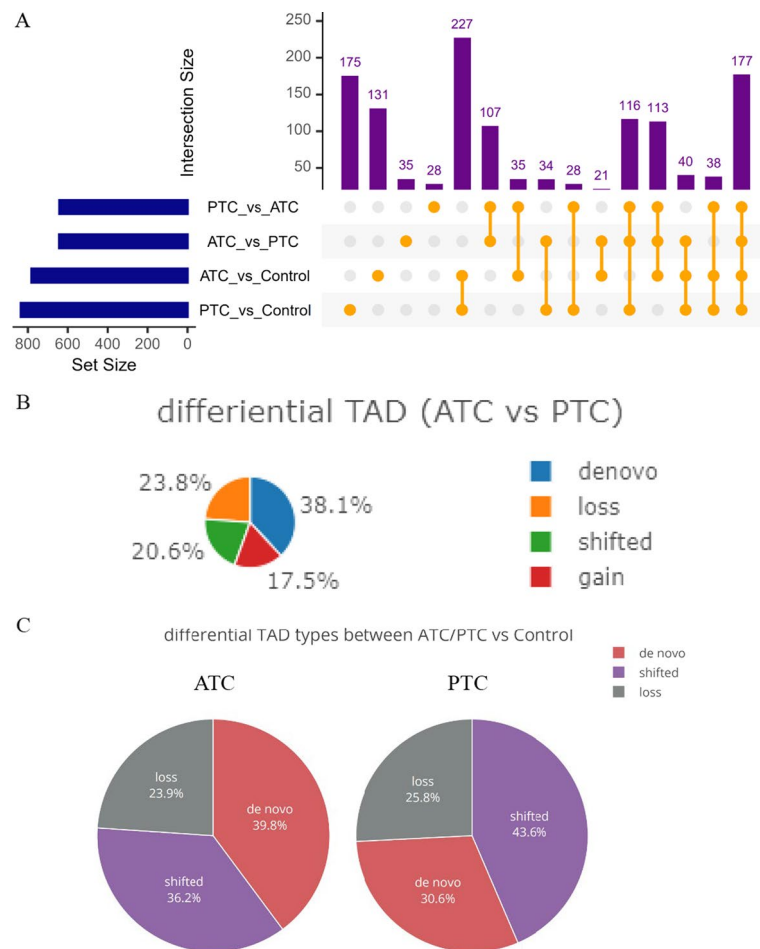 A
Intersection Size
250
200
150
100
50
175
131
35
28
227
107
35
34
28
21
116
113
40
38
177
PTC_vs_ATC
ATC_vs_PTC
ATC_vs_Control
PTC_vs_Control
800 600 400 200 0
Set Size
B
differiential TAD (ATC vs PTC)
23.8%
38.1%
20.6%
17.5%
denovo
loss
shifted
gain
C
differential TAD types between ATC/PTC vs Control
de novo
shifted
loss
ATC
PTC
loss
23.9%
de novo
39.8%
shifted
36.2%
loss
25.8%
shifted
43.6%
de novo
30.6%